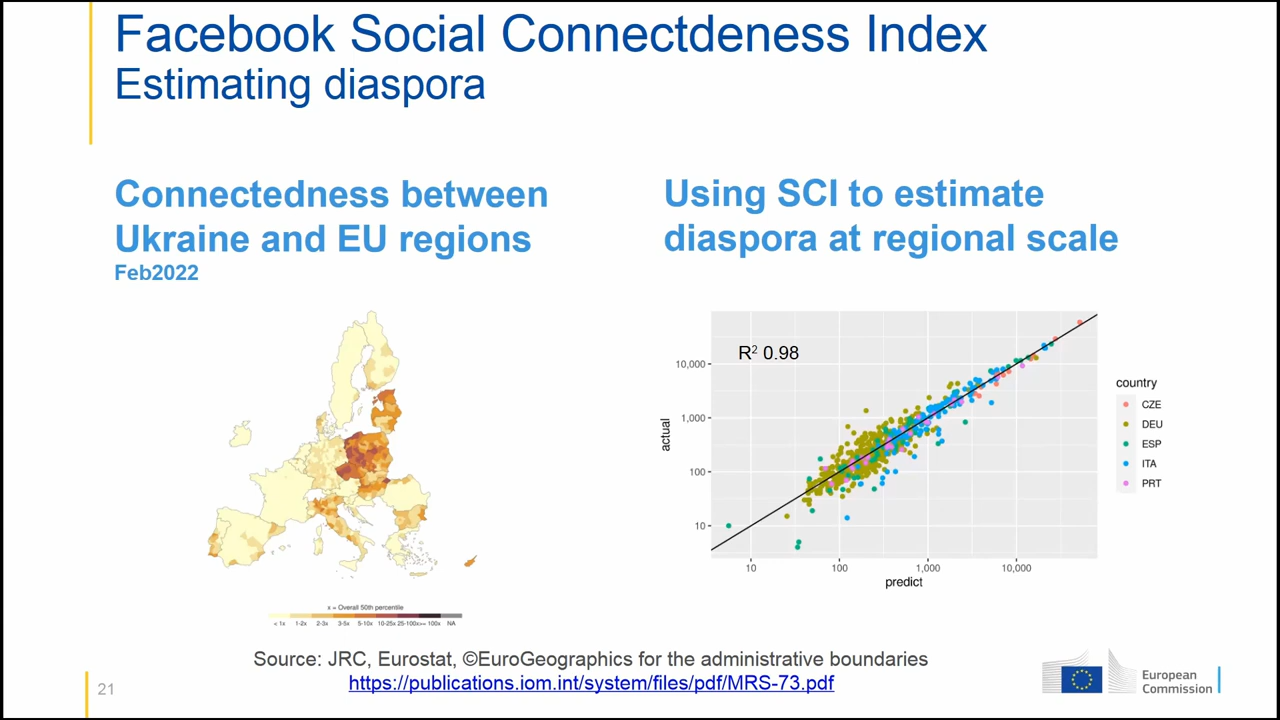 Facebook Social Connectdeness Index
Estimating diaspora
Connectedness between
Ukraine and EU regions
Feb2022
Using SCI to estimate
diaspora at regional scale
x = Overall 50th percentile
< 1x 1-2x 2-3x 3-5x 5-10x 10-25x 25-100x >= 100x NA
R² 0.98
actual
10,000
1,000
100
10
10 100 1,000 10,000
predict
country
CZE
DEU
ESP
ITA
PRT
Source: JRC, Eurostat, ©EuroGeographics for the administrative boundaries
https://publications.iom.int/system/files/pdf/MRS-73.pdf
21
European
Commission